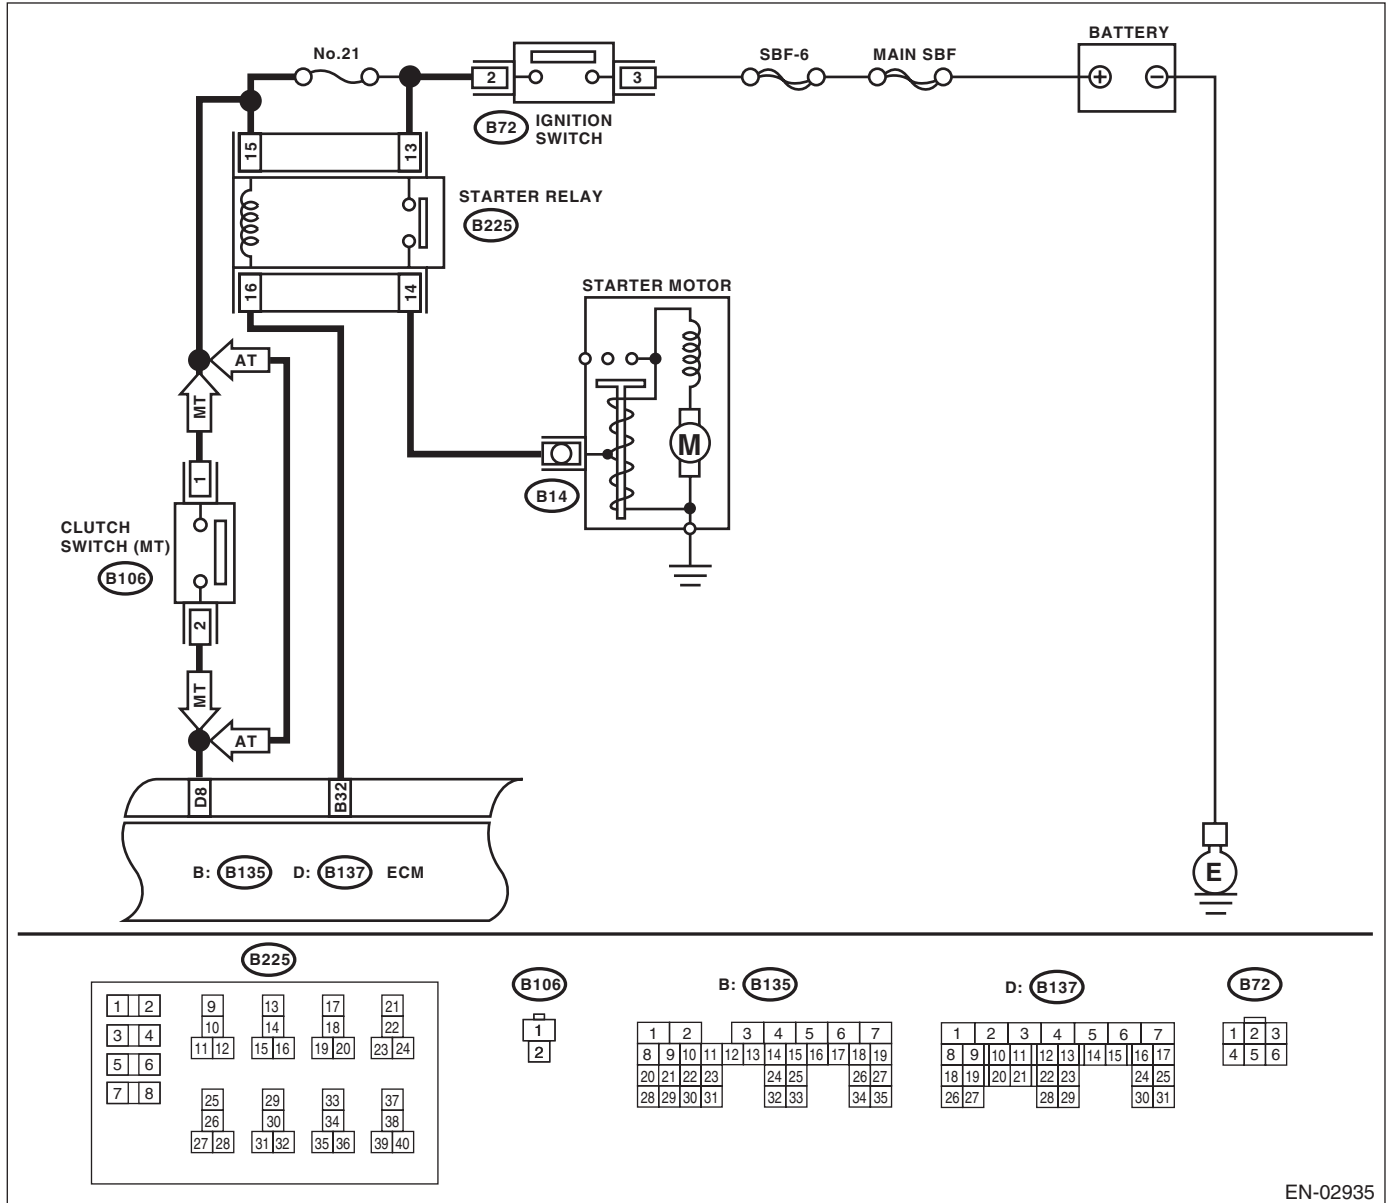 BATTERY
No.21
SBF-6
MAIN SBF
2
3
+
−
B72
IGNITION
SWITCH
15
13
STARTER RELAY
B225
16
14
STARTER MOTOR
AT
MT
M
1
B14
CLUTCH
SWITCH (MT)
B106
2
MT
AT
D8
B32
B: B135 D: B137 ECM
E
B225
B106
B: B135
D: B137
B72
1 2
3 4
5 6
7 8
9
10
11 12
13
14
15 16
17
18
19 20
21
22
23 24
25
26
27 28
29
30
31 32
33
34
35 36
37
38
39 40
1
2
1 2 3 4 5 6 7
8 9 10 11 12 13 14 15 16 17 18 19
20 21 22 23 24 25 26 27
28 29 30 31 32 33 34 35
1 2 3 4 5 6 7
8 9 10 11 12 13 14 15 16 17
18 19 20 21 22 23 24 25
26 27 28 29 30 31
1 2 3
4 5 6
EN-02935